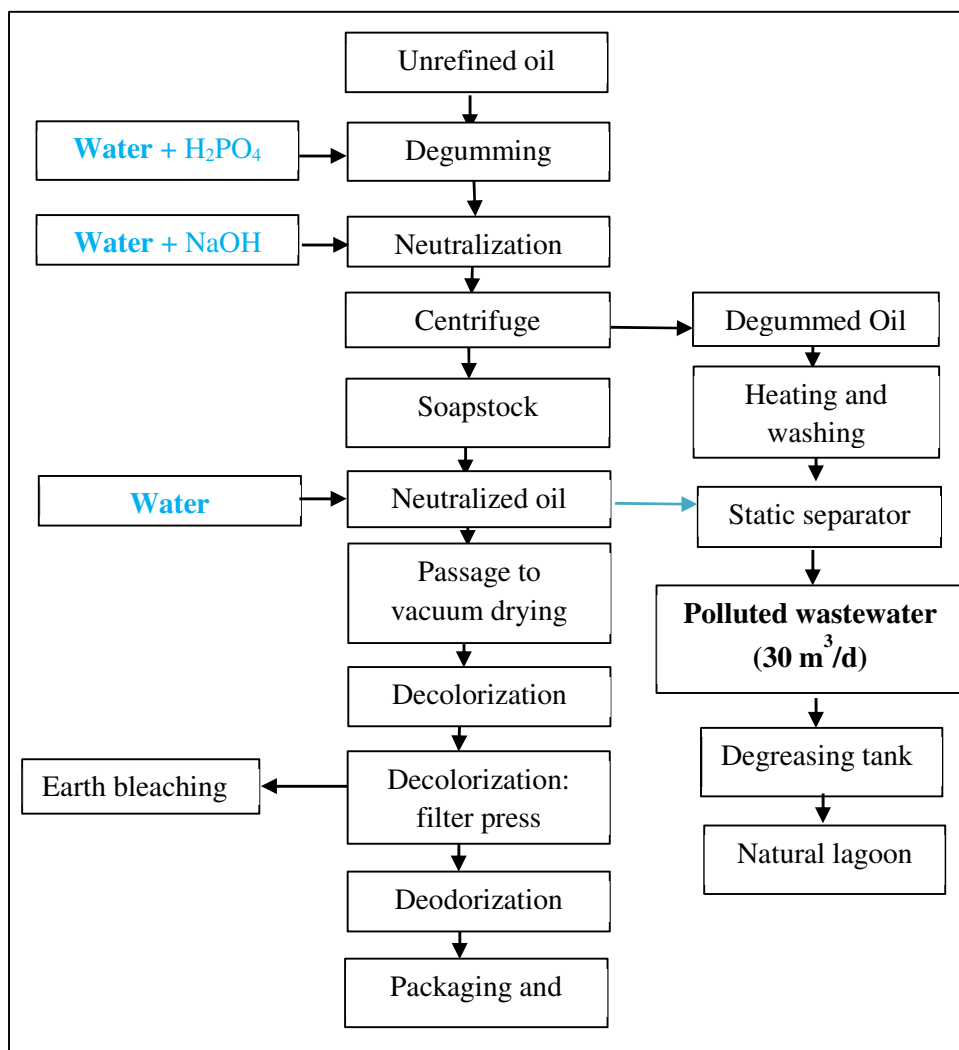 Unrefined oil
Water + H₂PO₄
Degumming
Water + NaOH
Neutralization
Centrifuge
Degummed Oil
Soapstock
Heating and
washing
Water
Neutralized oil
Static separator
Passage to
vacuum drying
Polluted wastewater
(30 m³/d)
Decolorization
Degreasing tank
Earth bleaching
Decolorization:
filter press
Natural lagoon
Deodorization
Packaging and